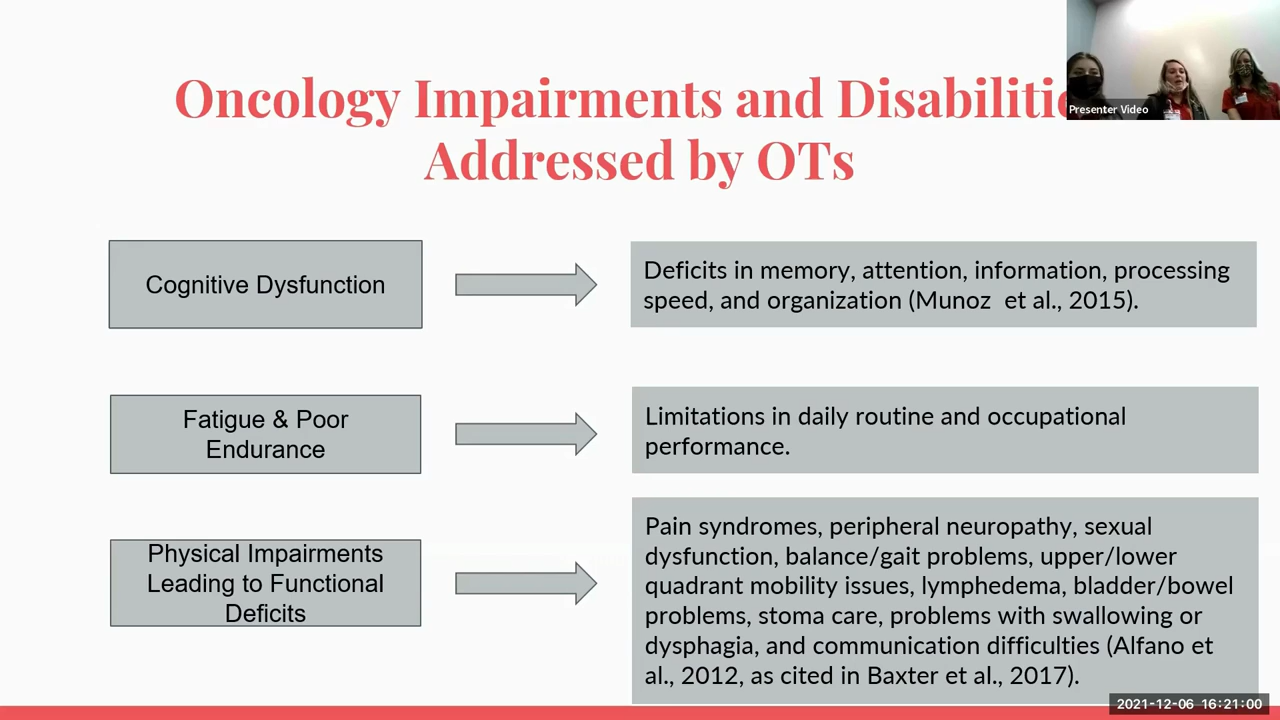 Oncology Impairments and Disabilitie
Addressed by OTs
Presenter Video
Cognitive Dysfunction
Deficits in memory, attention, information, processing
speed, and organization (Munoz et al., 2015).
Fatigue & Poor
Endurance
Limitations in daily routine and occupational
performance.
Physical Impairments
Leading to Functional
Deficits
Pain syndromes, peripheral neuropathy, sexual
dysfunction, balance/gait problems, upper/lower
quadrant mobility issues, lymphedema, bladder/bowel
problems, stoma care, problems with swallowing or
dysphagia, and communication difficulties (Alfano et
al., 2012, as cited in Baxter et al., 2017).
2021-12-06 16:21:00